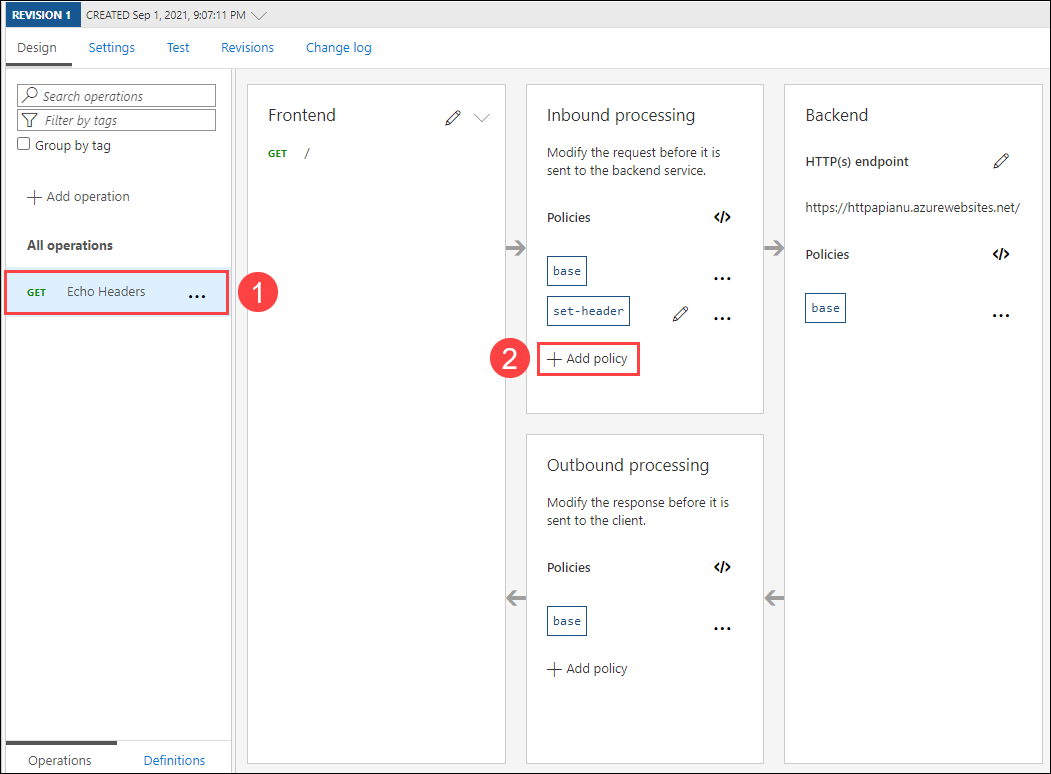 REVISION 1 CREATED Sep 1, 2021, 9:07:11 PM
Design Settings Test Revisions Change log
Search operations
Filter by tags
Group by tag
+ Add operation
All operations
GET Echo Headers ...
1
Operations Definitions
Frontend
GET /
Inbound processing
Modify the request before it is
sent to the backend service.
Policies </>
base ...
set-header ...
2
+ Add policy
Outbound processing
Modify the response before it is
sent to the client.
Policies </>
base ...
+ Add policy
Backend
HTTP(s) endpoint
https://httpapianu.azurewebsites.net/
Policies </>
base ...